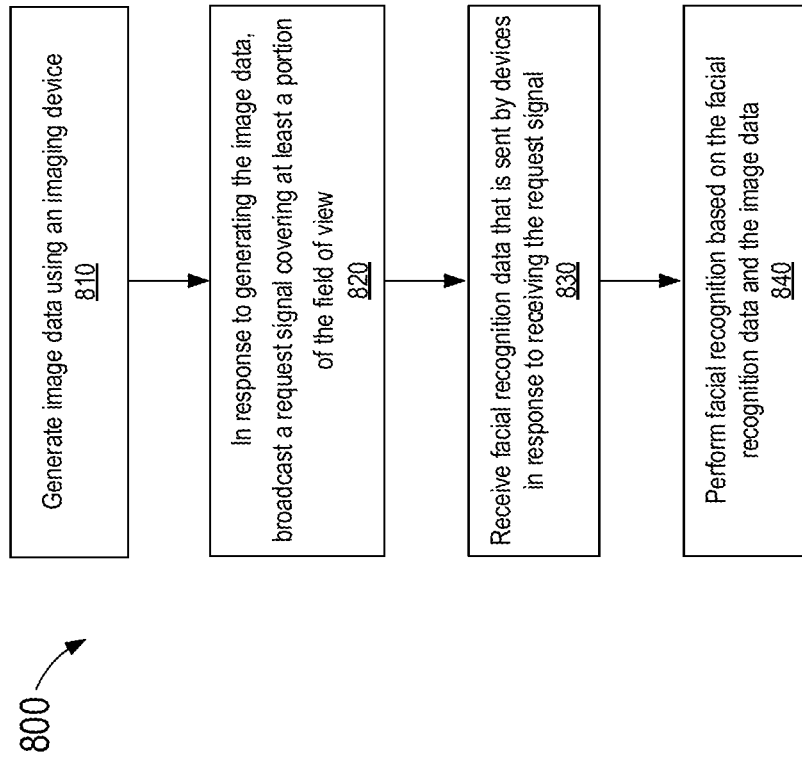 800
Generate image data using an imaging device
810
In response to generating the image data,
broadcast a request signal covering at least a portion
of the field of view
820
Receive facial recognition data that is sent by devices
in response to receiving the request signal
830
Perform facial recognition based on the facial
recognition data and the image data
840